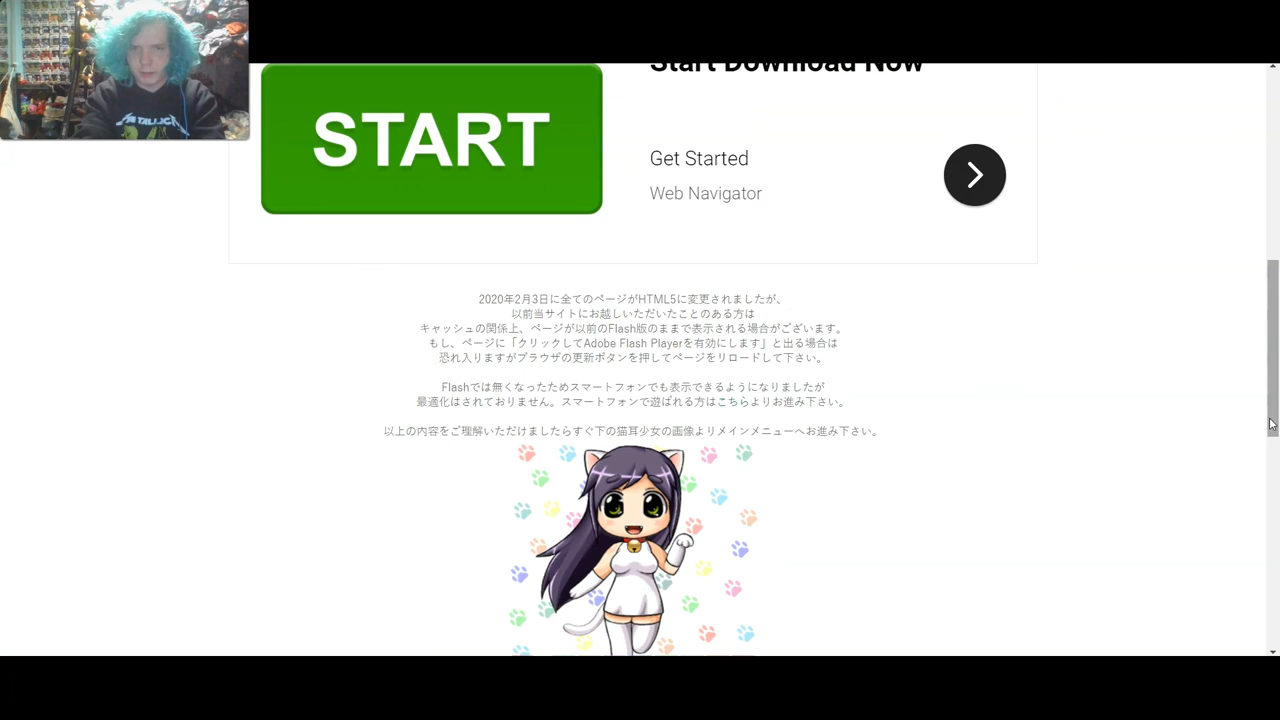 METALLICA
Start Download Now
START
Get Started
Web Navigator
2020年2月3日に全てのページがHTML5に変更されましたが、
以前当サイトにお越しいただいたことのある方は
キャッシュの関係上、ページが以前のFlash版のままで表示される場合がございます。
もし、ページに「クリックしてAdobe Flash Playerを有効にします」と出る場合は
恐れ入りますがブラウザの更新ボタンを押してページをリロードして下さい。
Flashでは無くなったためスマートフォンでも表示できるようになりましたが
最適化はされておりません。スマートフォンで遊ばれる方はこちらよりお進み下さい。
以上の内容をご理解いただけましたらすぐ下の猫耳少女の画像よりメインメニューへお進み下さい。